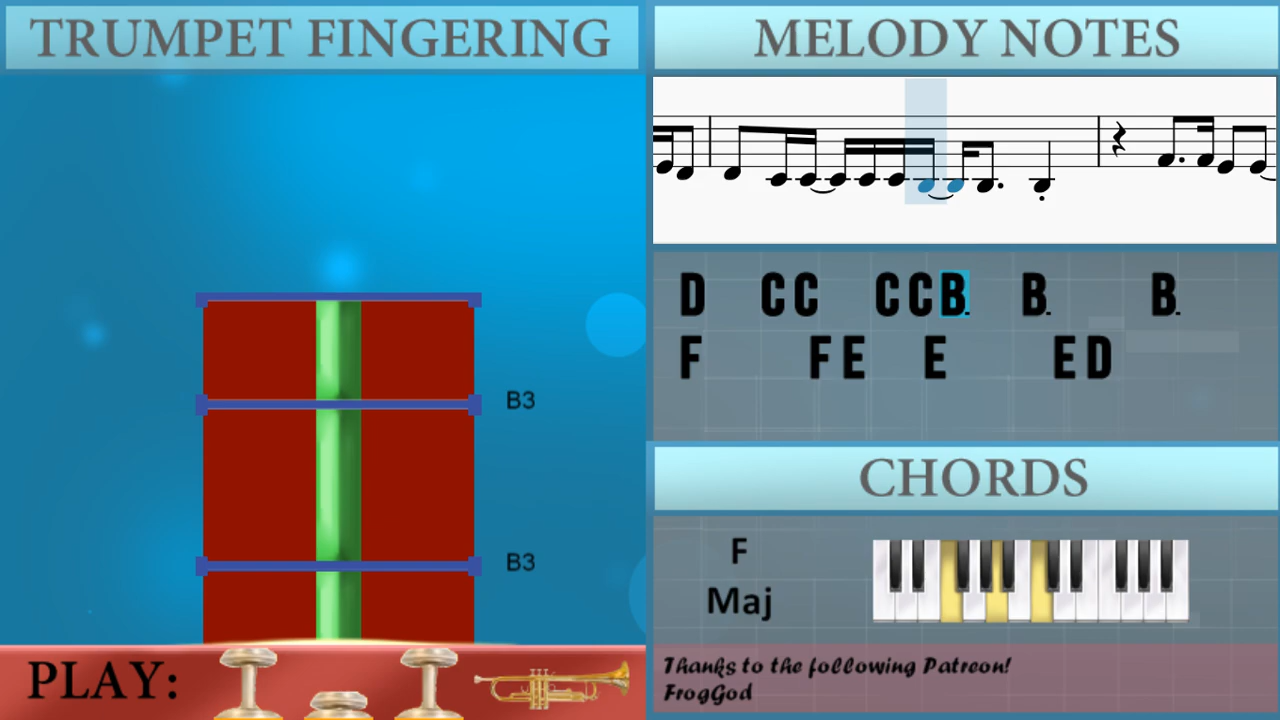 TRUMPET FINGERING
B3
B3
PLAY:
MELODY NOTES
D CC CCB. B. B.
F FE E ED
CHORDS
F
Maj
Thanks to the following Patreon!
FrogGod